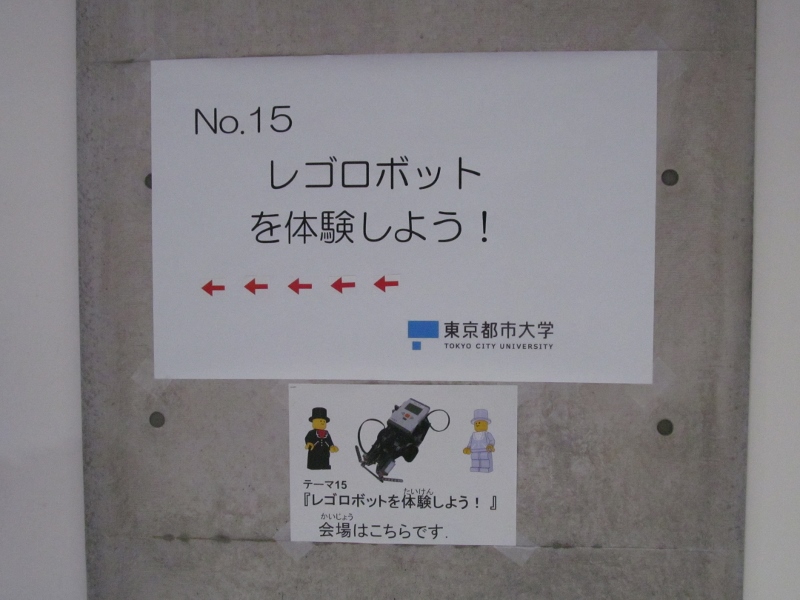 No.15
レゴロボット
を体験しよう！
東京都市大学
TOKYO CITY UNIVERSITY
テーマ15
たいけん
『レゴロボットを体験しよう！』
かいじょう
会場はこちらです.